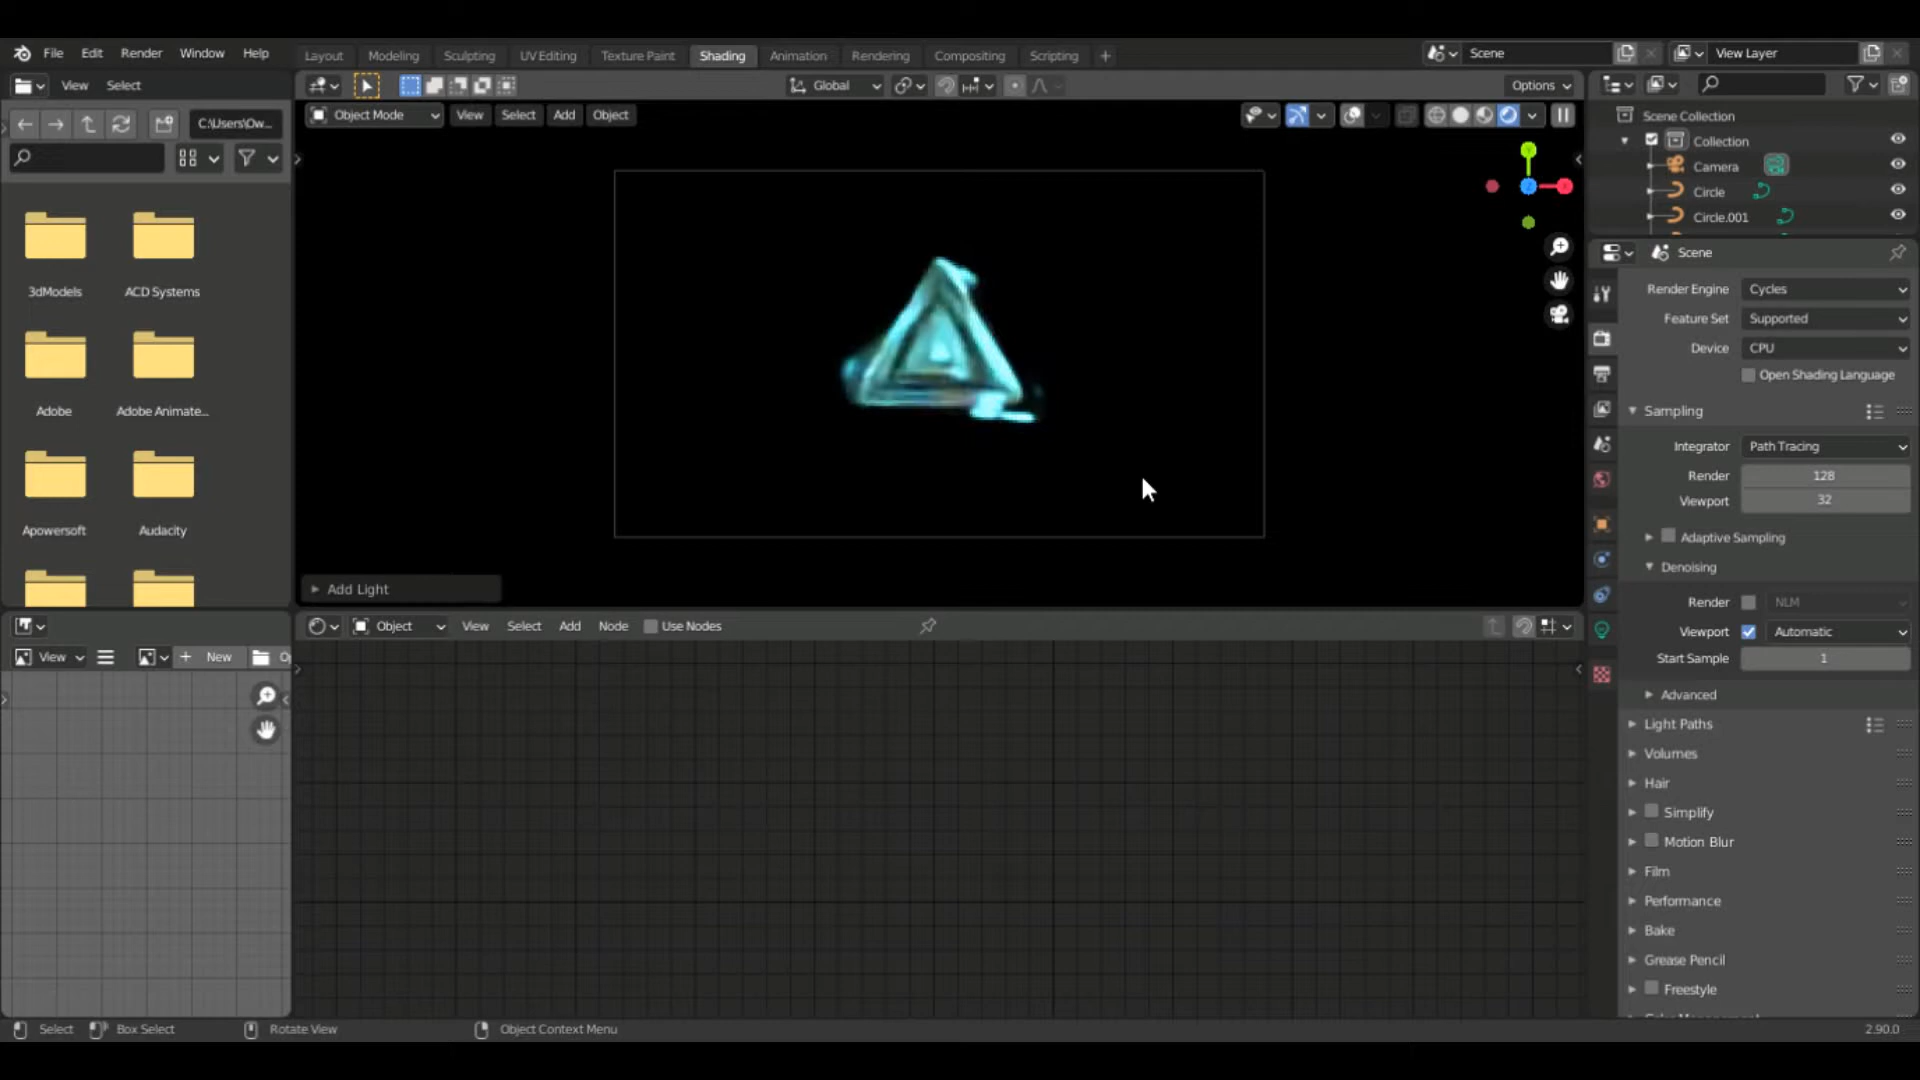 File Edit Render Window Help Layout Modeling Sculpting UV Editing Texture Paint Shading Animation Rendering Compositing Scripting + Scene View Layer
View Select Global Options
Object Mode View Select Add Object
C:\Users\Ow...
3dModels ACD Systems
Adobe Adobe Animate...
Apowersoft Audacity
Add Light
Scene Collection
Collection
Camera
Circle
Circle.001
Scene
Render Engine Cycles
Feature Set Supported
Device CPU
Open Shading Language
Sampling
Integrator Path Tracing
Render 128
Viewport 32
Adaptive Sampling
Denoising
Render NLM
Viewport Automatic
Start Sample 1
Advanced
Light Paths
Volumes
Hair
Simplify
Motion Blur
Film
Performance
Bake
Grease Pencil
Freestyle
Object View Select Add Node Use Nodes
View + New
Select Box Select Rotate View Object Context Menu 2.90.0